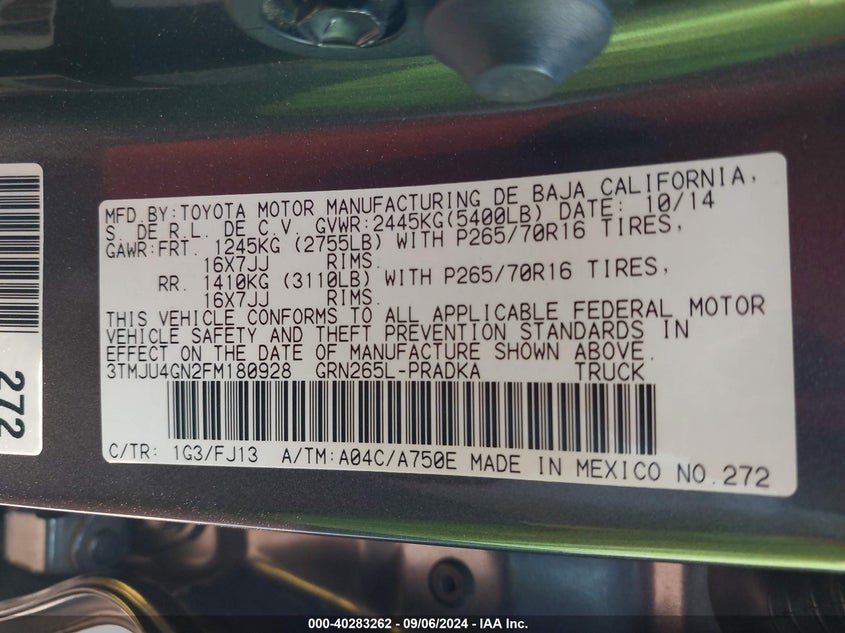 MFD.BY:TOYOTA MOTOR MANUFACTURING DE BAJA CALIFORNIA,
S. DE R.L. DE C.V. GVWR:2445KG(5400LB) DATE: 10/14
GAWR:FRT. 1245KG (2755LB) WITH P265/70R16 TIRES,
16X7JJ RIMS.
RR. 1410KG (3110LB) WITH P265/70R16 TIRES,
16X7JJ RIMS.
THIS VEHICLE CONFORMS TO ALL APPLICABLE FEDERAL MOTOR
VEHICLE SAFETY AND THEFT PREVENTION STANDARDS IN
EFFECT ON THE DATE OF MANUFACTURE SHOWN ABOVE.
3TMJU4GN2FM180928 GRN265L-PRADKA TRUCK
C/TR: 1G3/FJ13 A/TM:A04C/A750E MADE IN MEXICO NO.272
272
000-40283262 - 09/06/2024 - IAA Inc.